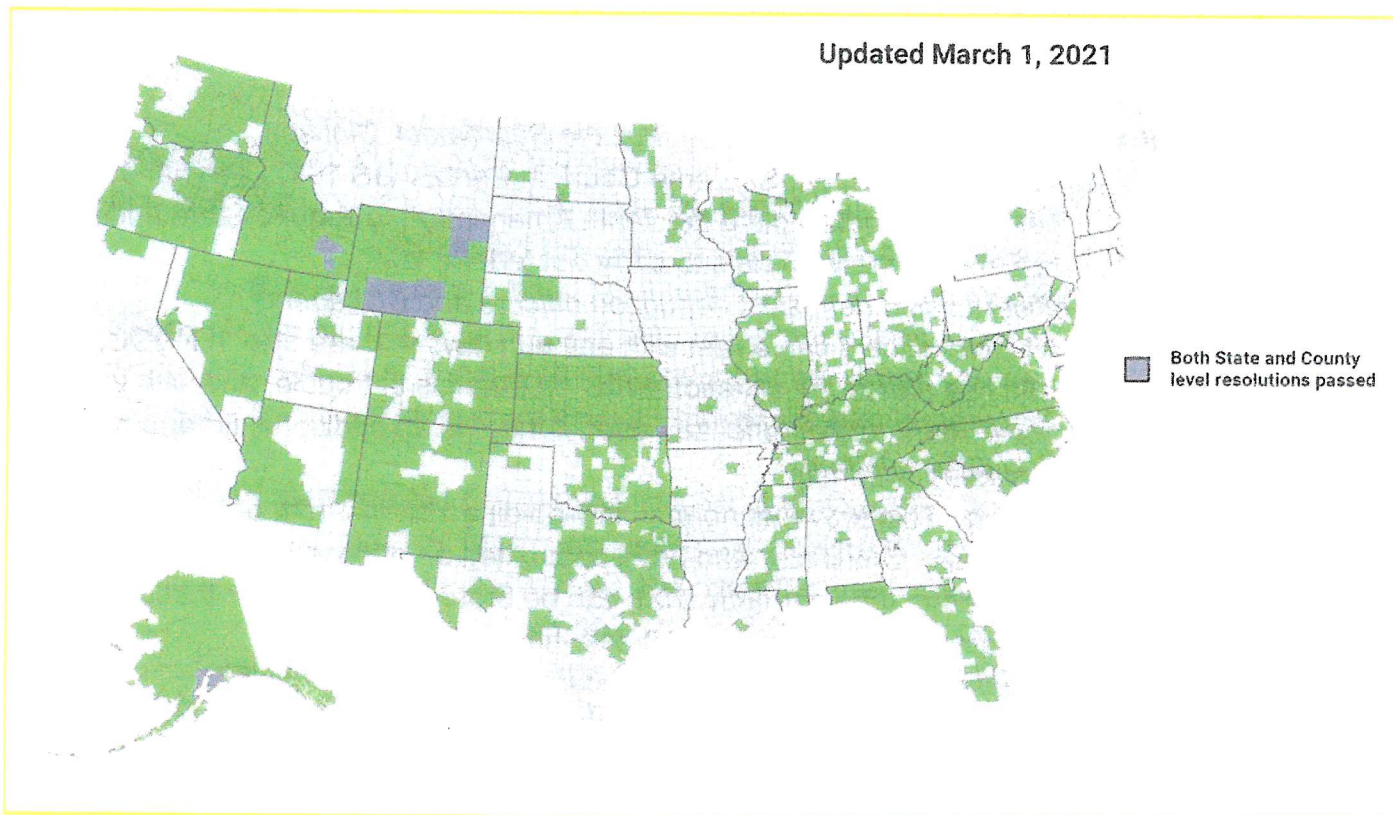 Updated March 1, 2021
Both State and County
level resolutions passed